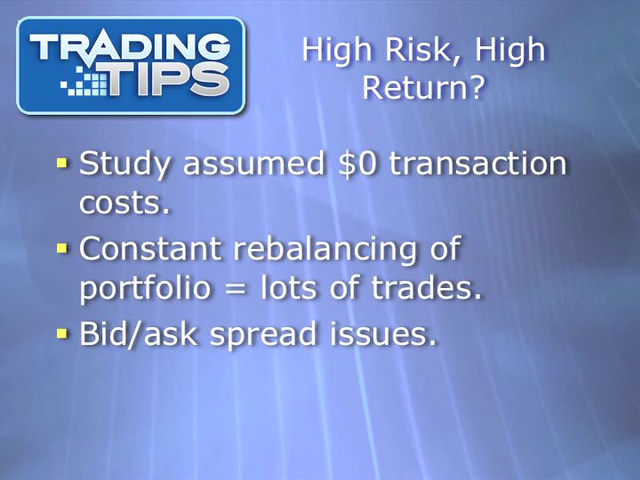 TRADING
TIPS
High Risk, High
Return?
Study assumed $0 transaction
costs.
Constant rebalancing of
portfolio = lots of trades.
Bid/ask spread issues.